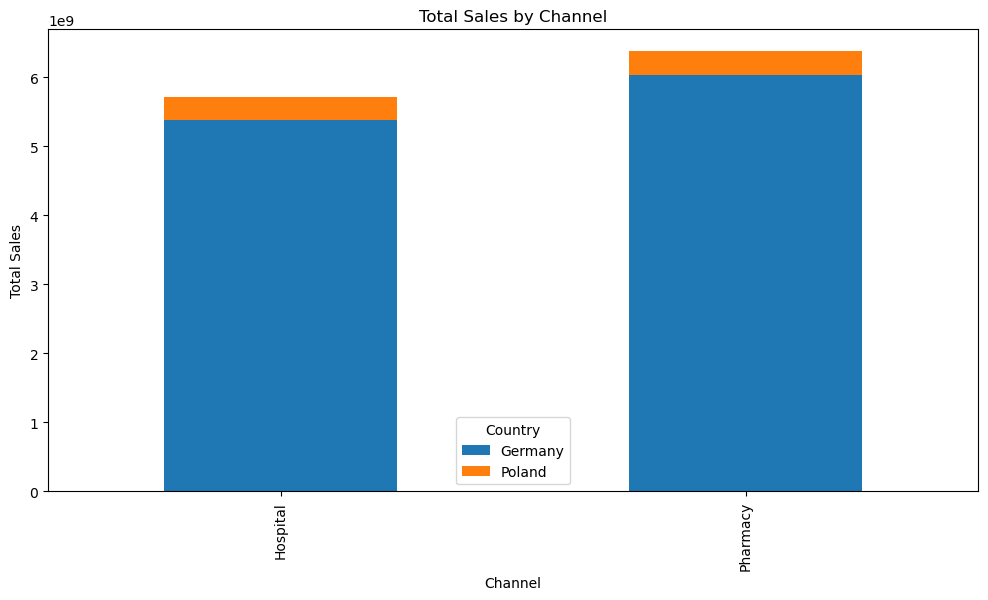 Total Sales by Channel
1e9
6
5
4
3
2
1
0
Total Sales
Country
Germany
Poland
Hospital
Pharmacy
Channel